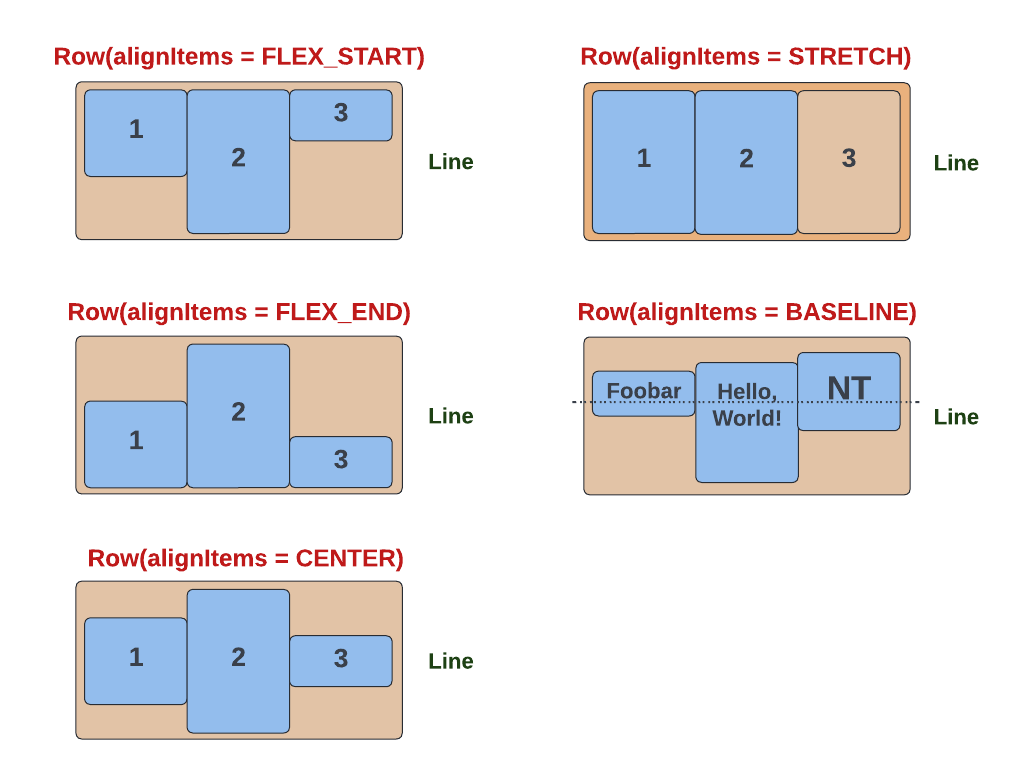 Row(alignItems = FLEX_START)
1
2
3
Line
Row(alignItems = STRETCH)
1
2
3
Line
Row(alignItems = FLEX_END)
1
2
3
Line
Row(alignItems = BASELINE)
Foobar
Hello,
World!
NT
Line
Row(alignItems = CENTER)
1
2
3
Line